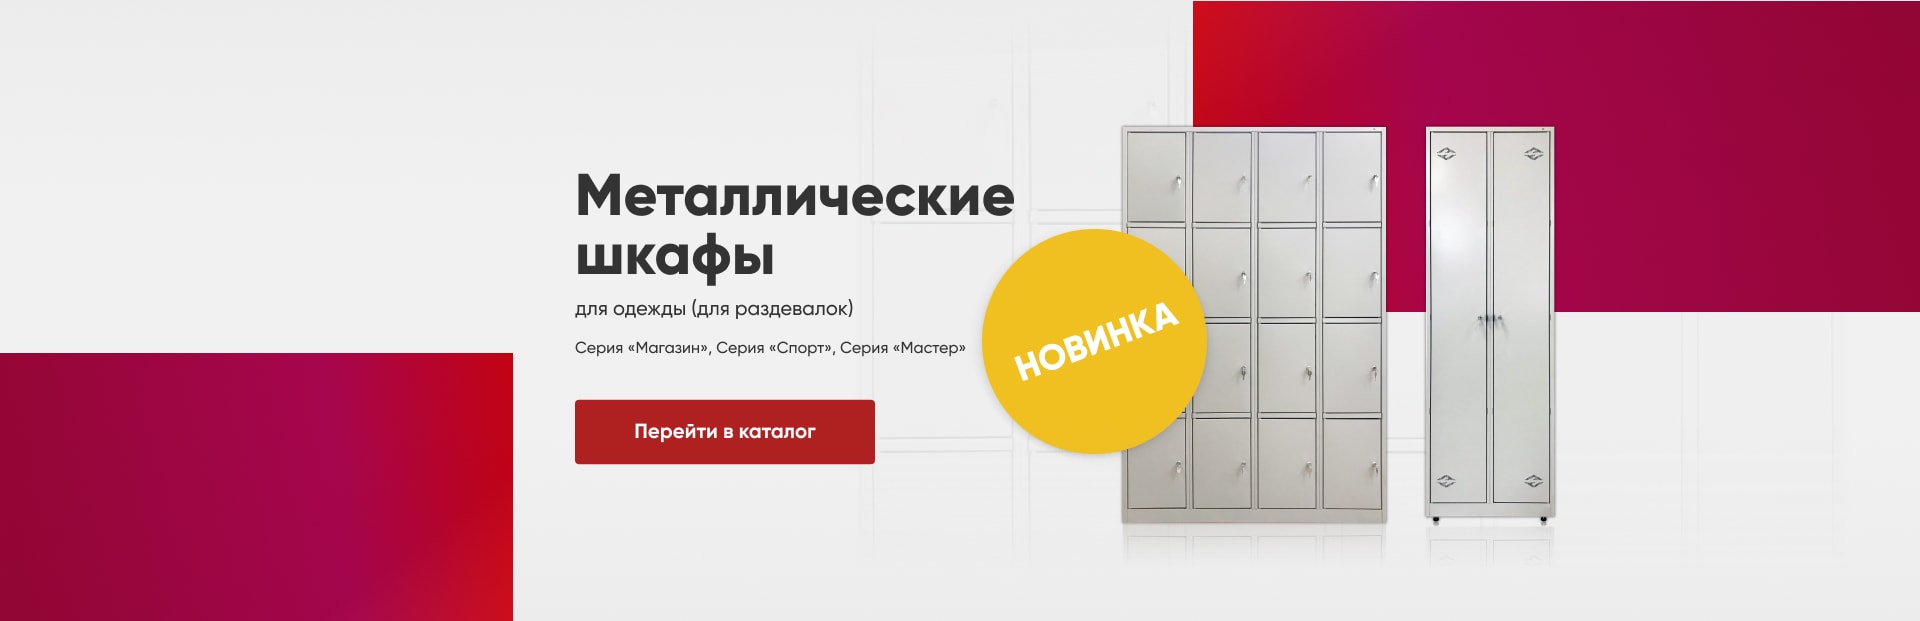 Металлические
шкафы
для одежды (для раздевалок)
Серия «Магазин», Серия «Спорт», Серия «Мастер»
НОВИНКА
Перейти в каталог